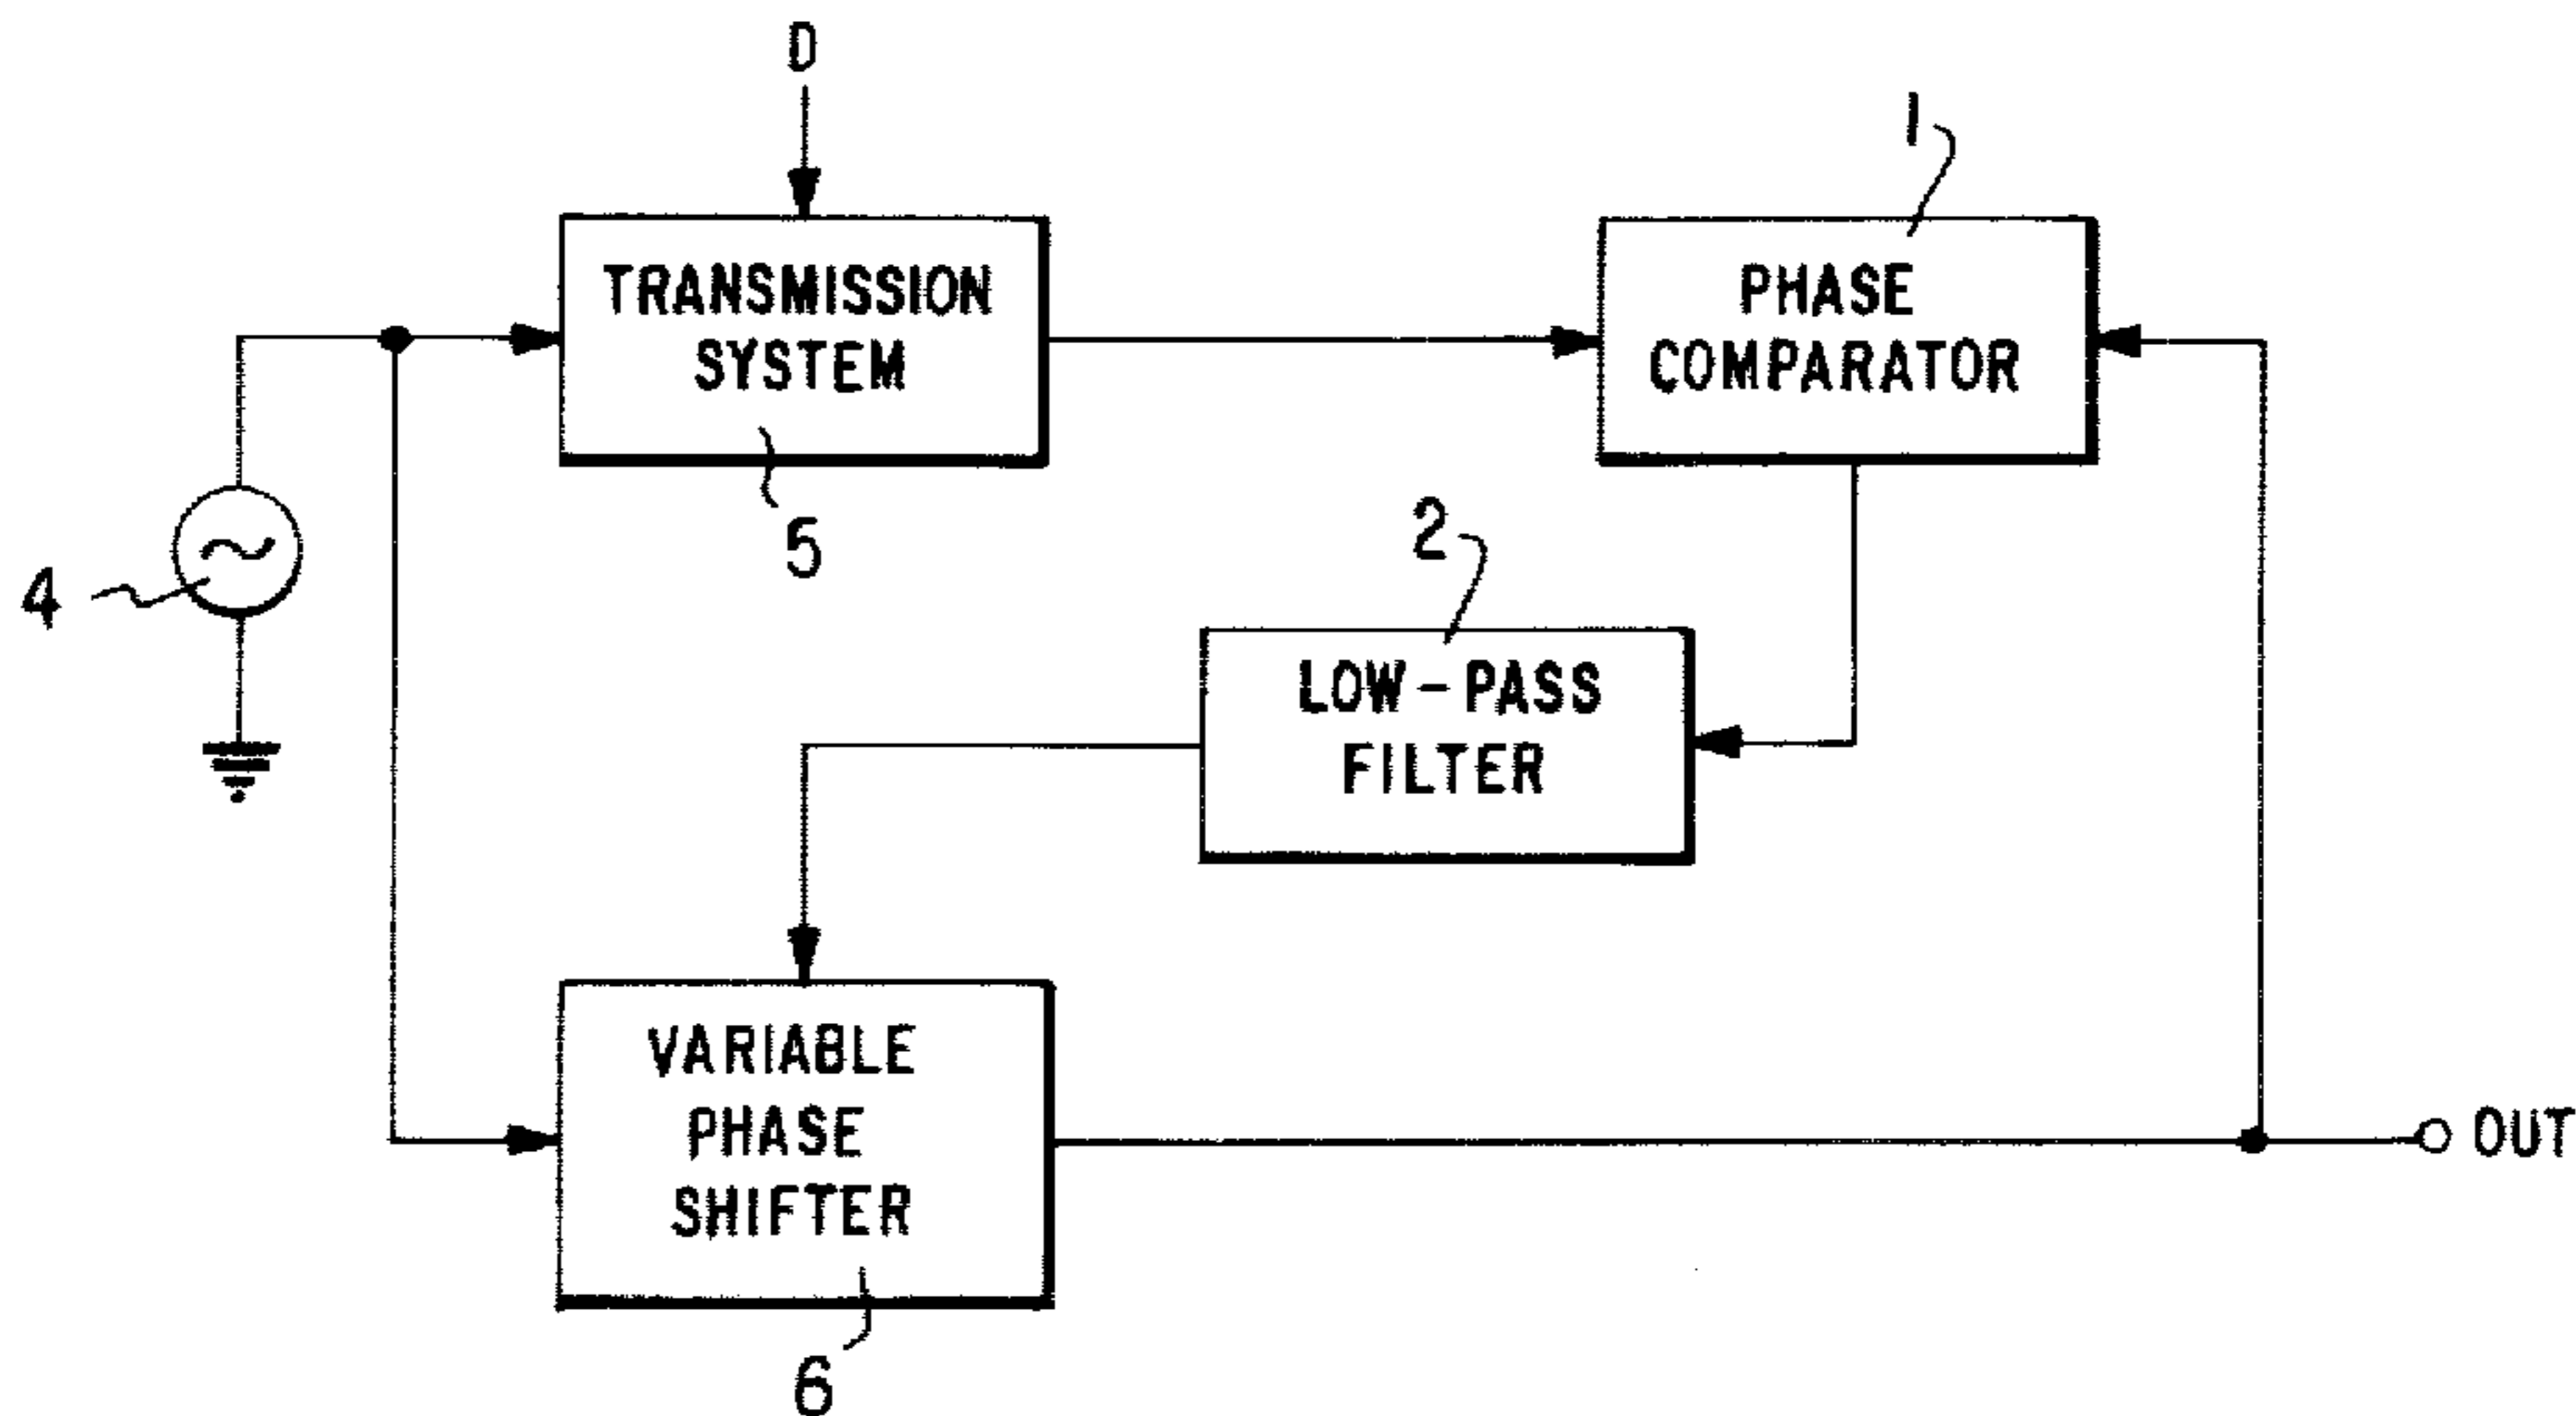 D
1
TRANSMISSION
SYSTEM
PHASE
COMPARATOR
5
2
4
LOW-PASS
FILTER
VARIABLE
PHASE
SHIFTER
OUT
6